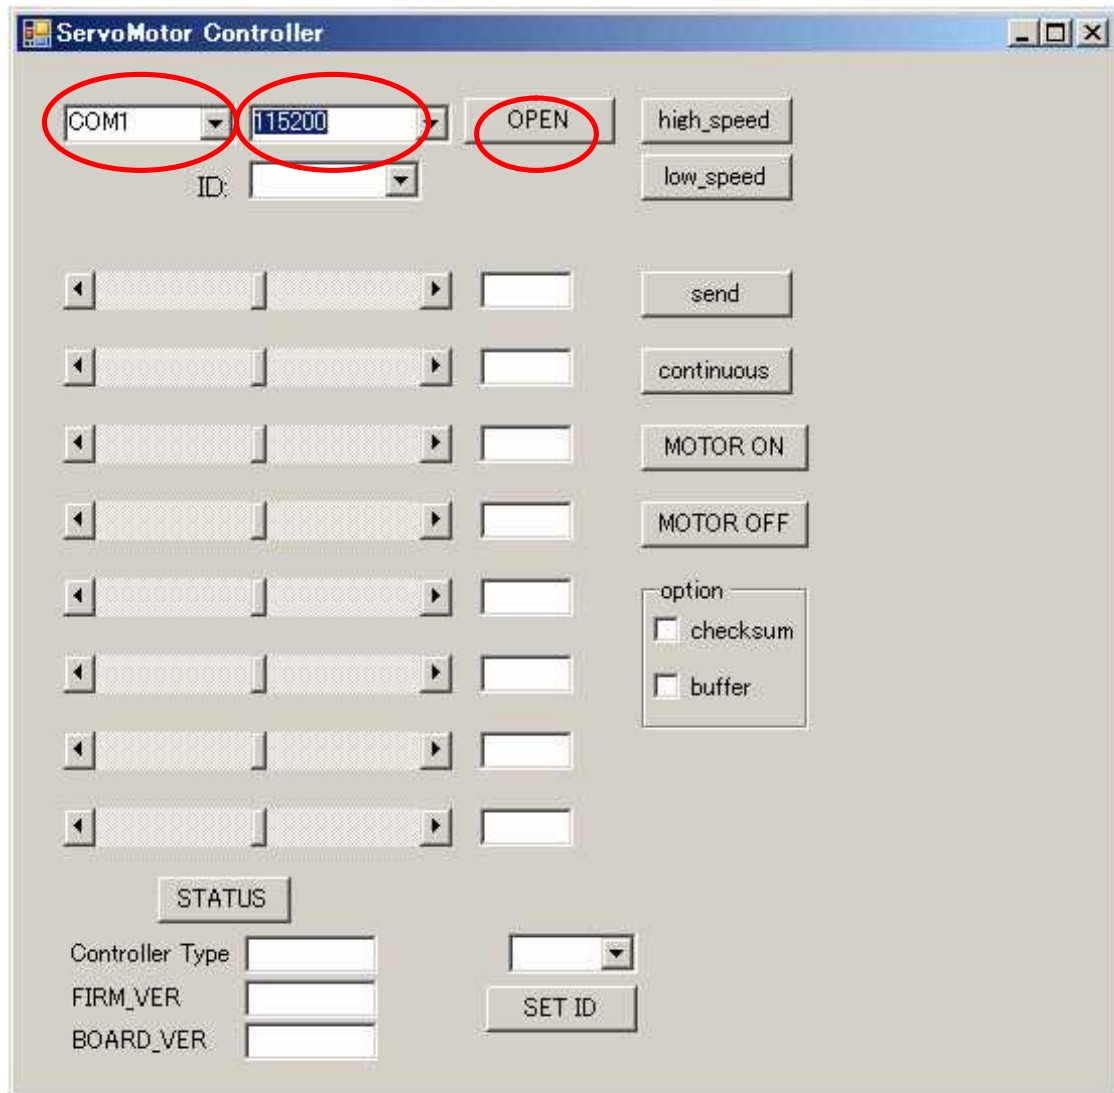 ServoMotor Controller
COM1 115200 OPEN high_speed
ID: low_speed
send
continuous
MOTOR ON
MOTOR OFF
option
checksum
buffer
STATUS
Controller Type
FIRM_VER
SET ID
BOARD_VER